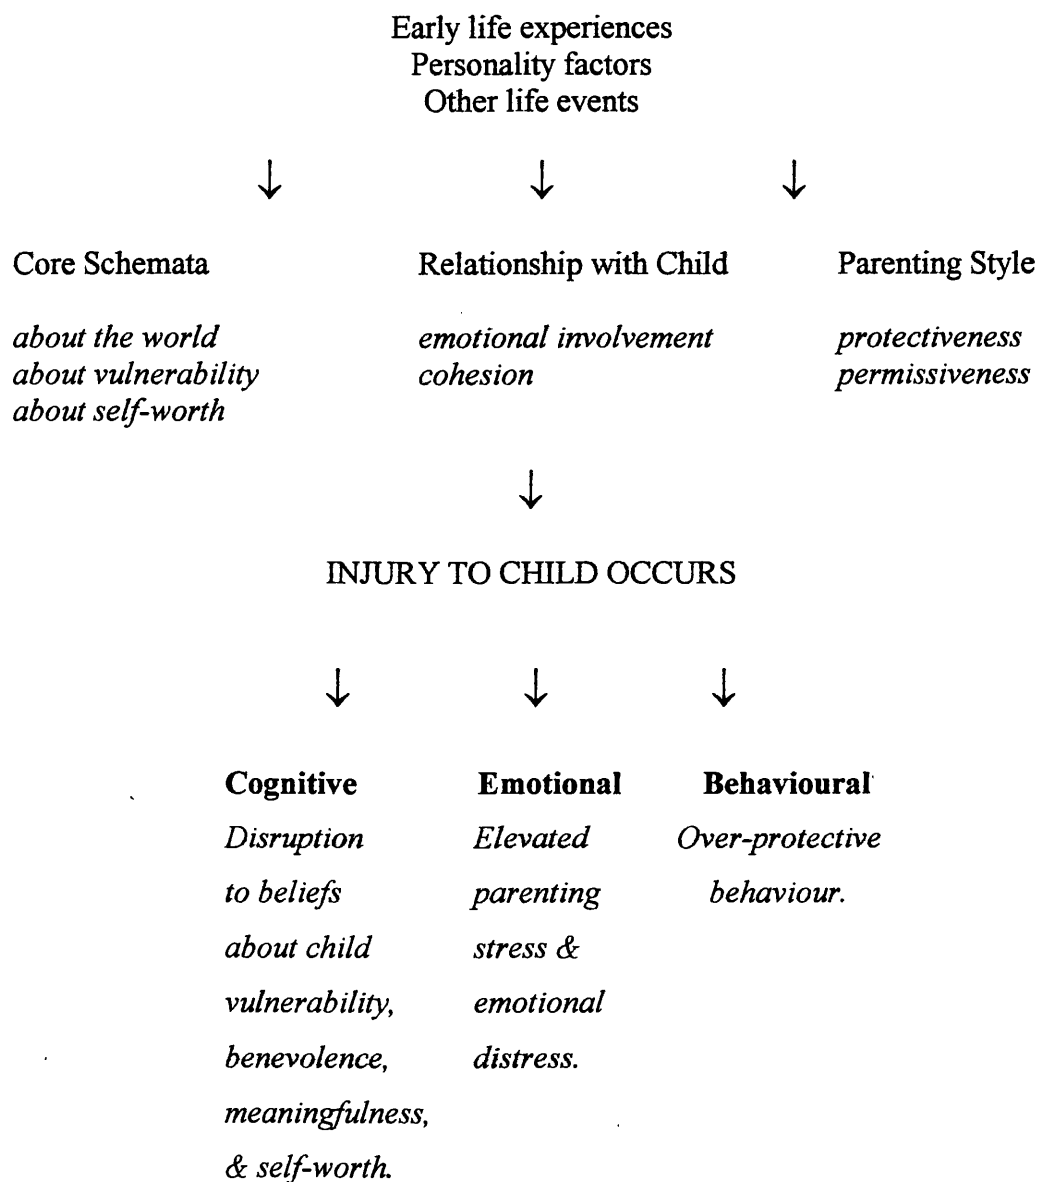 Early life experiences
Personality factors
Other life events
↓ ↓ ↓
Core Schemata Relationship with Child Parenting Style
about the world emotional involvement protectiveness
about vulnerability cohesion permissiveness
about self-worth
↓
INJURY TO CHILD OCCURS
↓ ↓ ↓
Cognitive Emotional Behavioural
Disruption Elevated Over-protective
to beliefs parenting behaviour.
about child stress &
vulnerability, emotional
benevolence, distress.
meaningfulness,
& self-worth.